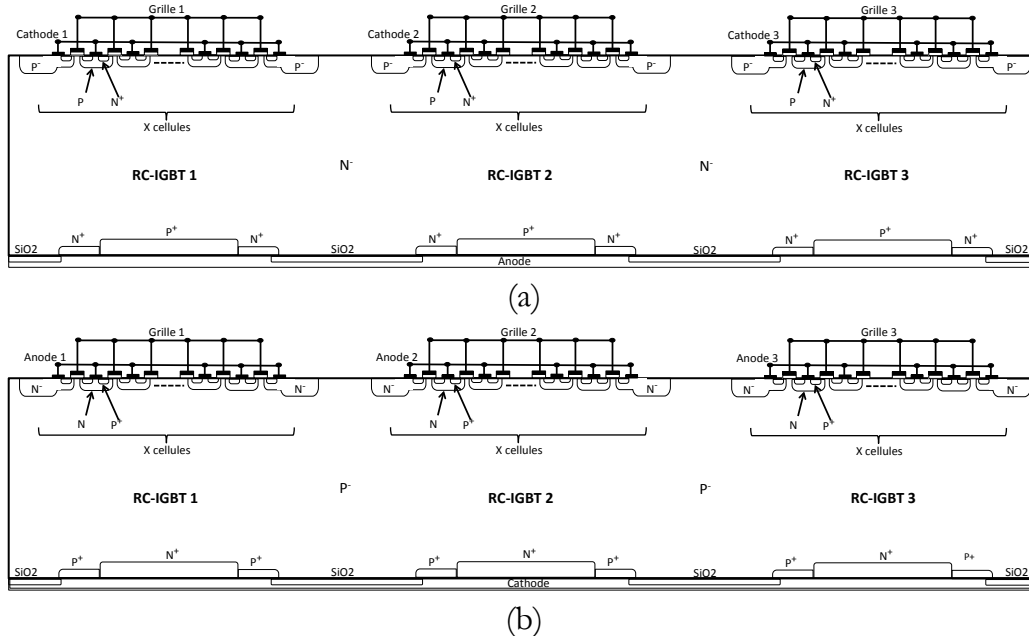 Grille 1 Grille 2 Grille 3
Cathode 1 Cathode 2 Cathode 3
P- P- P- P- P- P-
P N+ P N+ P N+
X cellules X cellules X cellules
N- N-
RC-IGBT 1 RC-IGBT 2 RC-IGBT 3
SiO2 N+ P+ N+ SiO2 N+ P+ N+ SiO2 N+ P+ N+ SiO2
Anode
(a)
Grille 1 Grille 2 Grille 3
Anode 1 Anode 2 Anode 3
N- N- N- N- N- N-
N P+ N P+ N P+
X cellules X cellules X cellules
P- P-
RC-IGBT 1 RC-IGBT 2 RC-IGBT 3
SiO2 P+ N+ P+ SiO2 P+ N+ P+ SiO2 P+ N+ P+ SiO2
Cathode
(b)